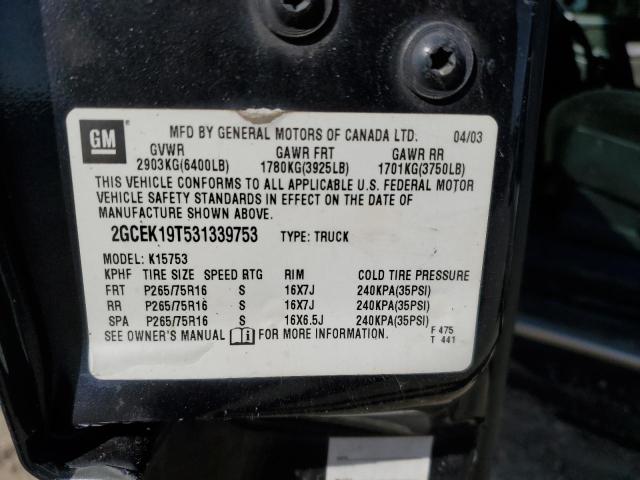 GM ® MFD BY GENERAL MOTORS OF CANADA LTD. 04/03
GVWR GAWR FRT GAWR RR
2903KG(6400LB) 1780KG(3925LB) 1701KG(3750LB)
THIS VEHICLE CONFORMS TO ALL APPLICABLE U.S. FEDERAL MOTOR
VEHICLE SAFETY STANDARDS IN EFFECT ON THE DATE OF
MANUFACTURE SHOWN ABOVE.
2GCEK19T531339753 TYPE: TRUCK
MODEL: K15753
KPHF TIRE SIZE SPEED RTG RIM COLD TIRE PRESSURE
FRT P265/75R16 S 16X7J 240KPA(35PSI)
RR P265/75R16 S 16X7J 240KPA(35PSI)
SPA P265/75R16 S 16X6.5J 240KPA(35PSI)
SEE OWNER'S MANUAL FOR MORE INFORMATION. F 475
T 441